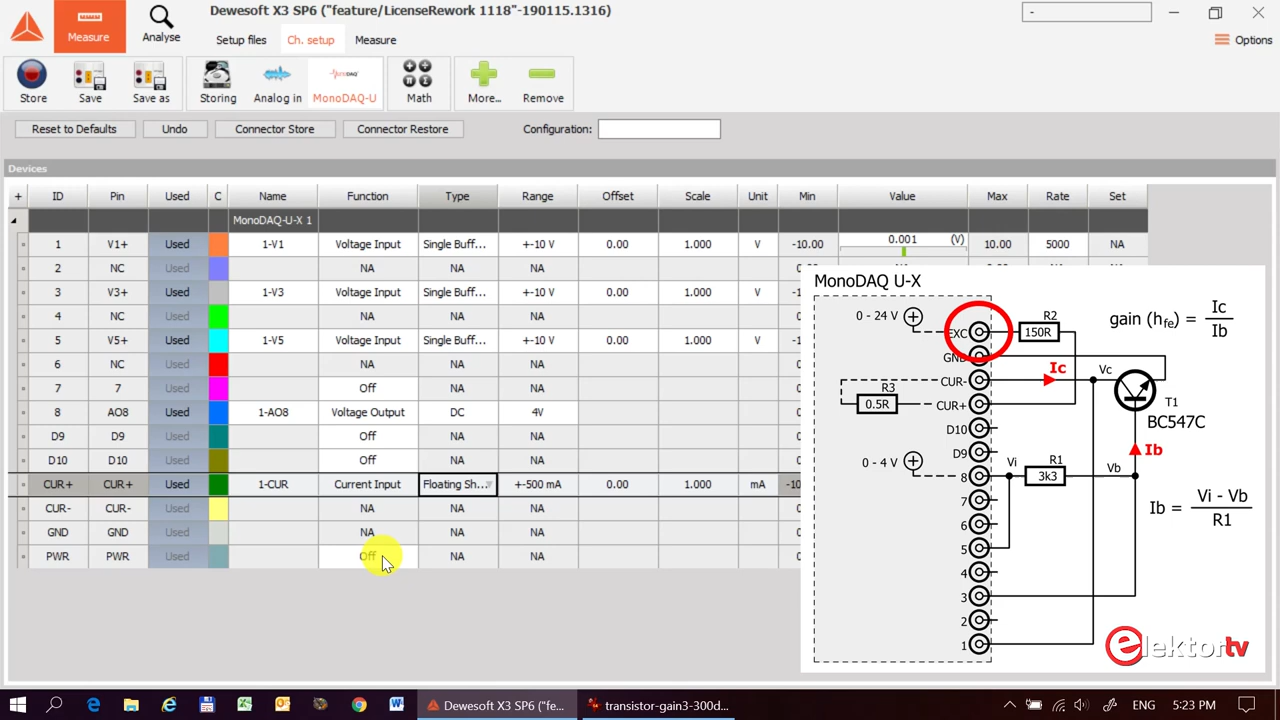 Dewesoft X3 SP6 ("feature/LicenseRework 1118"-190115.1316)
-
Measure
Analyse
Setup files
Ch. setup
Measure
Options
Store
Save
Save as
Storing
Analog in
MonoDAQ-U
Math
More...
Remove
Reset to Defaults
Undo
Connector Store
Connector Restore
Configuration:
Devices
+ ID Pin Used C Name Function Type Range Offset Scale Unit Min Value Max Rate Set
MonoDAQ-U-X 1
1 V1+ Used 1-V1 Voltage Input Single Buff... +-10 V 0.00 1.000 V -10.00 0.001 (V) 10.00 5000 NA
2 NC Used NA NA NA
3 V3+ Used 1-V3 Voltage Input Single Buff... +-10 V 0.00 1.000 V
4 NC Used NA NA NA
5 V5+ Used 1-V5 Voltage Input Single Buff... +-10 V 0.00 1.000 V
6 NC Used NA NA NA
7 7 Used Off NA NA
8 AO8 Used 1-AO8 Voltage Output DC 4V
D9 D9 Used Off NA NA
D10 D10 Used Off NA NA
CUR+ CUR+ Used 1-CUR Current Input Floating Sh... +-500 mA 0.00 1.000 mA -10
CUR- CUR- Used NA NA NA
GND GND Used NA NA NA
PWR PWR Used Off NA NA
MonoDAQ U-X
0 - 24 V
EXC
R2
150R
gain (hfe) = Ic
Ib
GND
Ic
Vc
CUR-
R3
0.5R
CUR+
T1
BC547C
D10
D9
Ib
0 - 4 V
Vi
R1
3k3
Vb
8
7
6
5
4
3
2
1
Ib = Vi - Vb
R1
elektortv
Dewesoft X3 SP6 ("fe...
transistor-gain3-300d...
ENG
5:23 PM